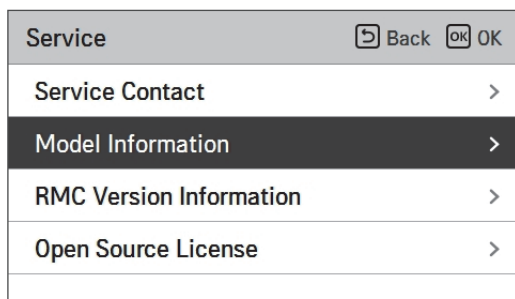 Service Back OK OK
Service Contact
Model Information
RMC Version Information
Open Source License